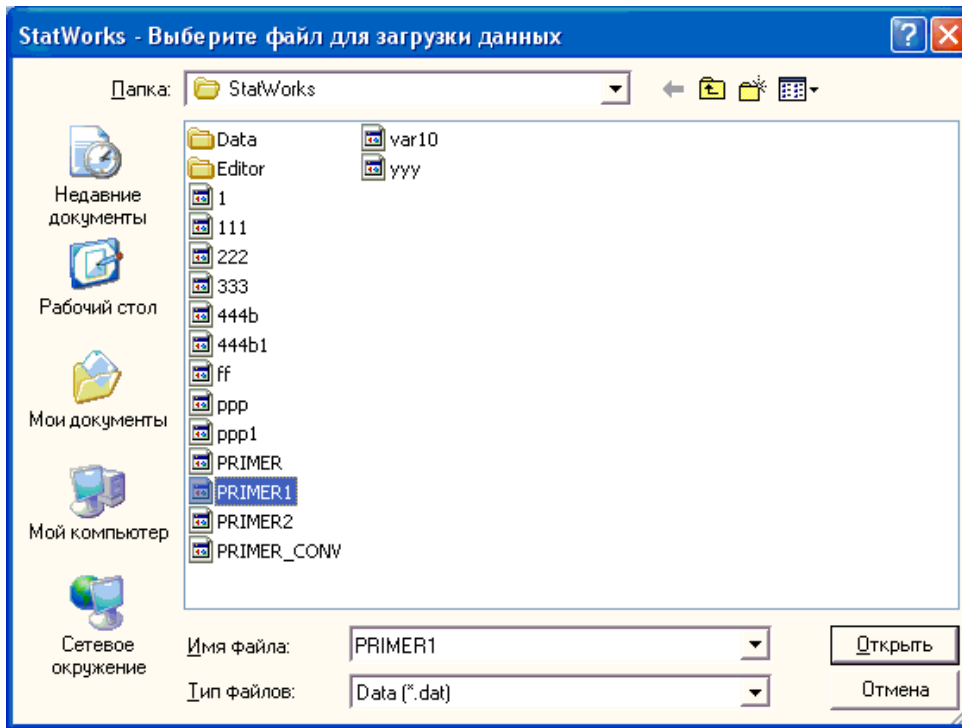 StatWorks - Выберите файл для загрузки данных
Папка:
StatWorks
Недавние
документы
Рабочий стол
Мои документы
Мой компьютер
Сетевое
окружение
Data
Editor
1
111
222
333
444b
444b1
ff
ppp
ppp1
PRIMER
PRIMER1
PRIMER2
PRIMER_CONV
var10
yyy
Имя файла:
PRIMER1
Открыть
Тип файлов:
Data (*.dat)
Отмена